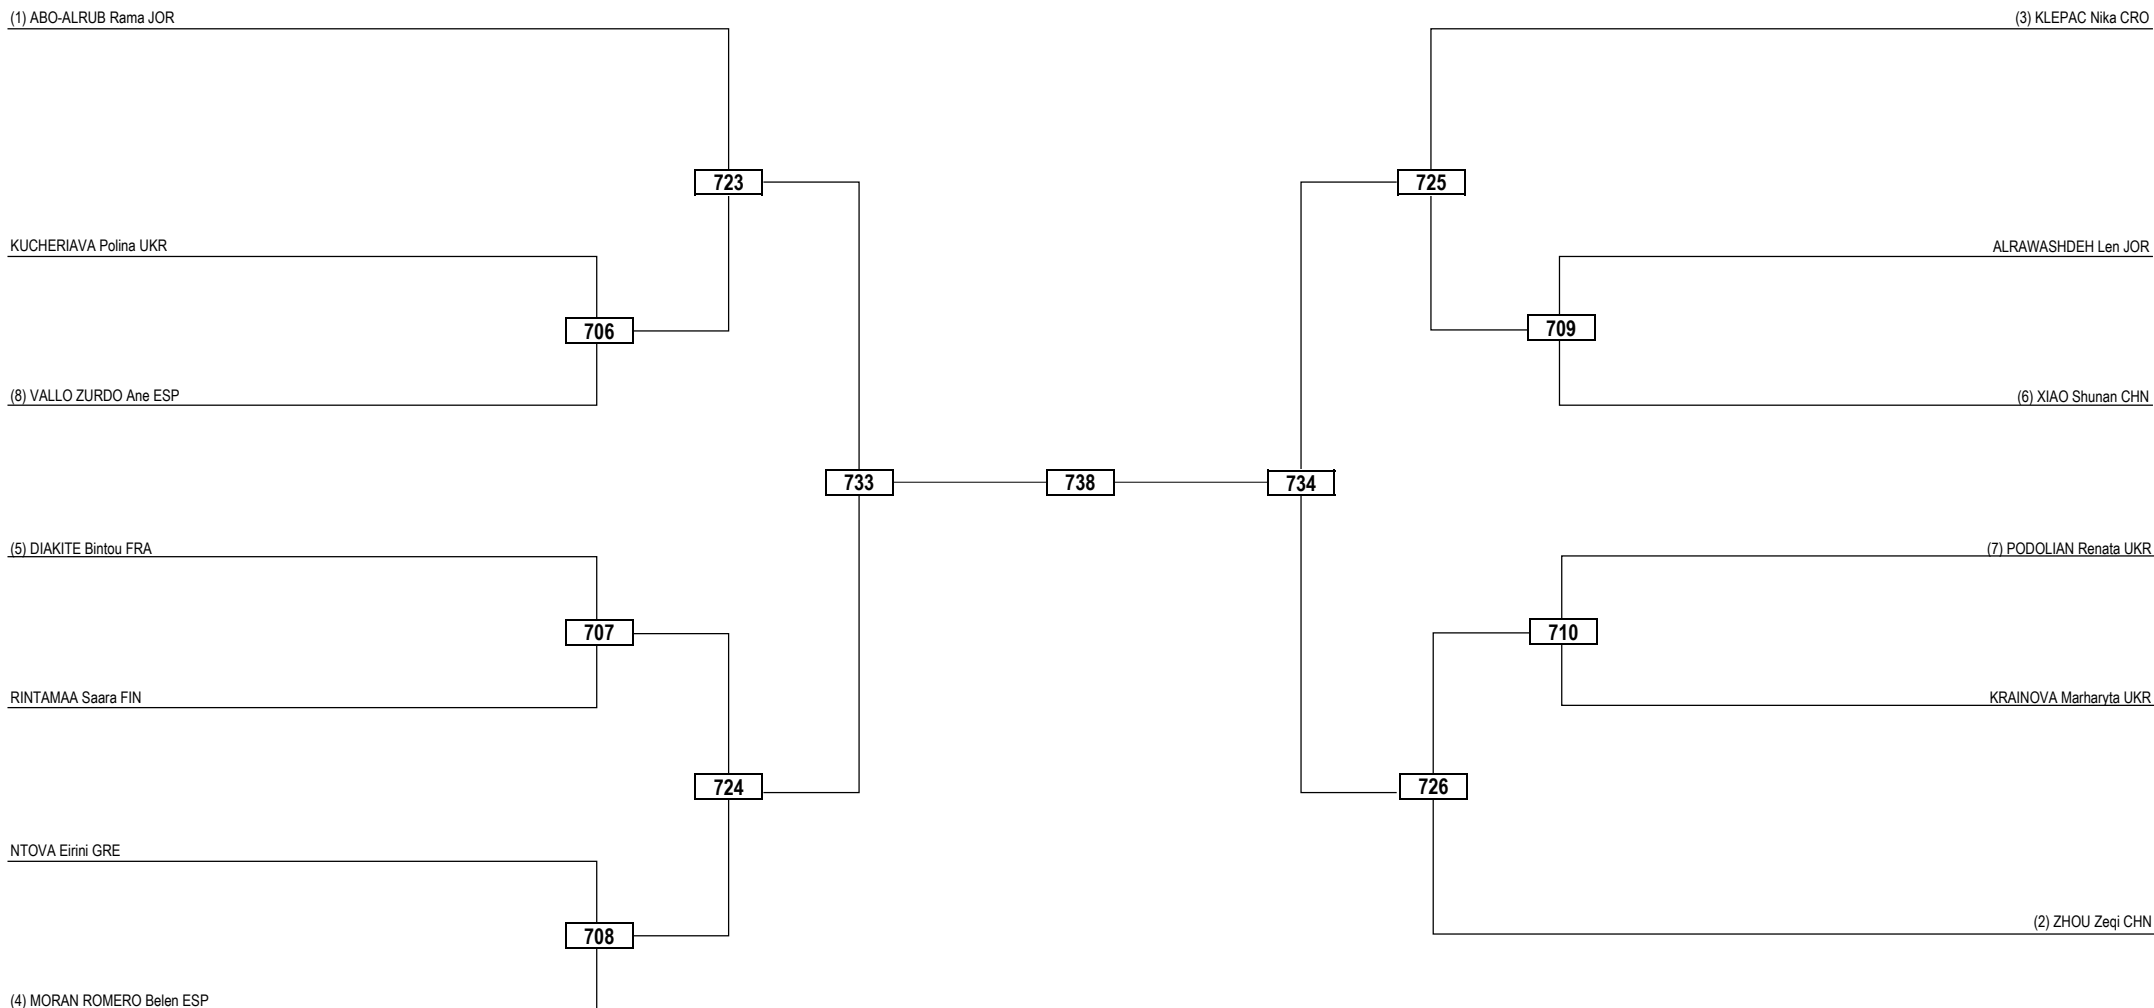 (1) ABO-ALRUB Rama JOR
(3) KLEPAC Nika CRO
723
725
KUCHERIAVA Polina UKR
ALRAWASHDEH Len JOR
706
709
(8) VALLO ZURDO Ane ESP
(6) XIAO Shunan CHN
733
738
734
(5) DIAKITE Bintou FRA
(7) PODOLIAN Renata UKR
707
710
RINTAMAA Saara FIN
KRAINOVA Marharyta UKR
724
726
NTOVA Eirini GRE
(2) ZHOU Zeqi CHN
708
(4) MORAN ROMERO Belen ESP